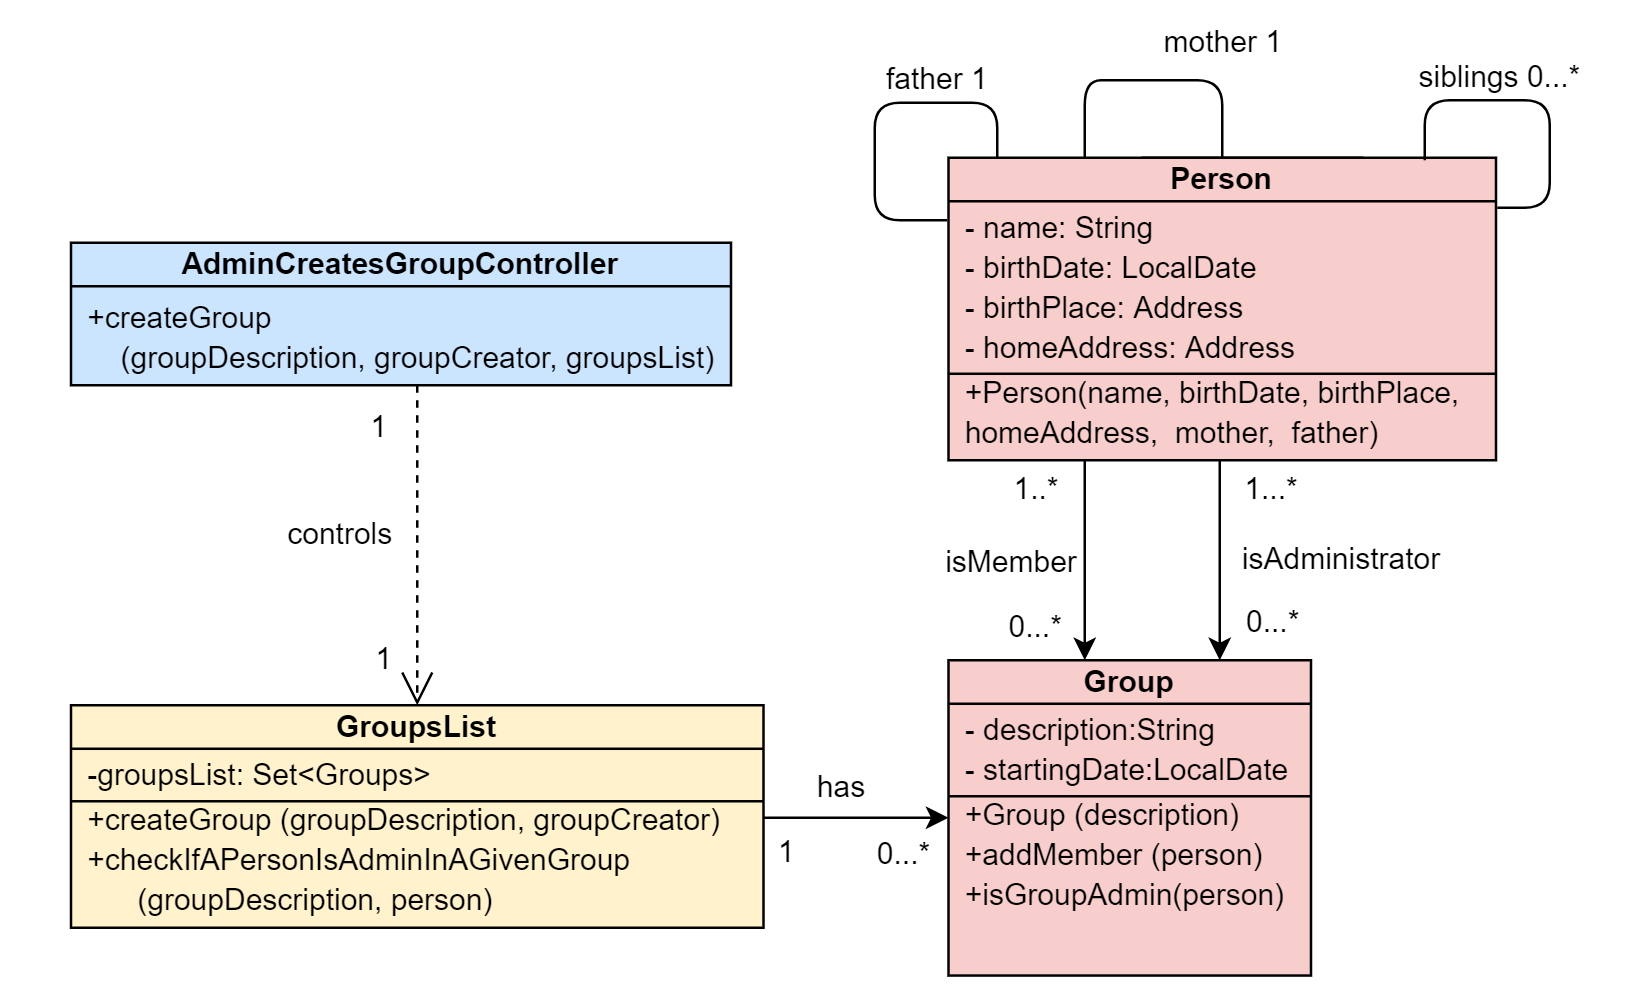 mother 1
father 1
siblings 0...*
Person
- name: String
- birthDate: LocalDate
- birthPlace: Address
- homeAddress: Address
+Person(name, birthDate, birthPlace,
homeAddress,  mother,  father)
AdminCreatesGroupController
+createGroup
(groupDescription, groupCreator, groupsList)
1
controls
1
1..*
1...*
isMember
isAdministrator
0...*
0...*
GroupsList
-groupsList: Set<Groups>
+createGroup (groupDescription, groupCreator)
+checkIfAPersonIsAdminInAGivenGroup
(groupDescription, person)
has
1
0...*
Group
- description:String
- startingDate:LocalDate
+Group (description)
+addMember (person)
+isGroupAdmin(person)